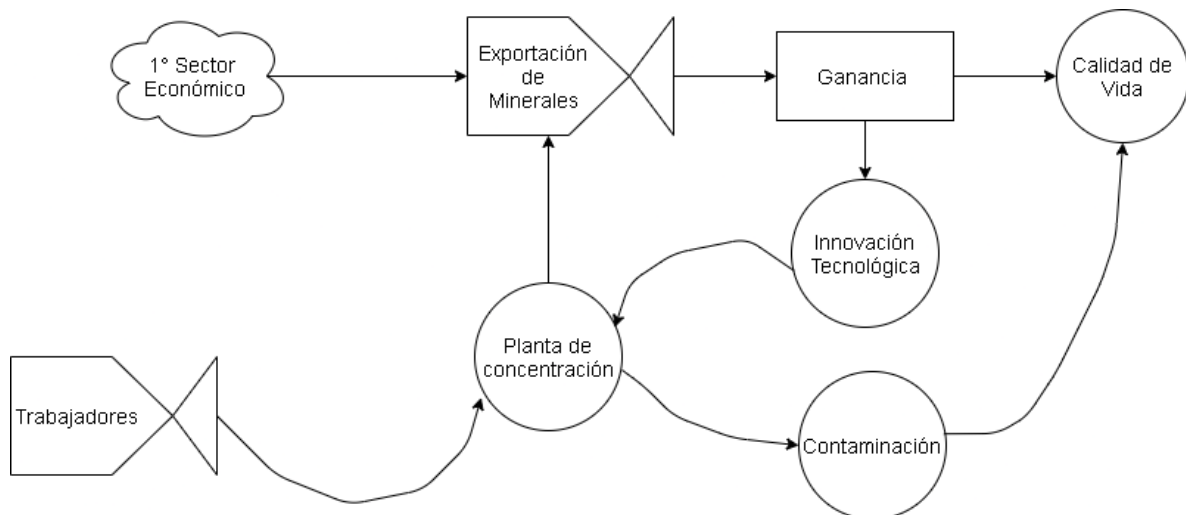 1° Sector
Económico
Exportación
de
Minerales
Ganancia
Calidad de
Vida
Innovación
Tecnológica
Planta de
concentración
Trabajadores
Contaminación